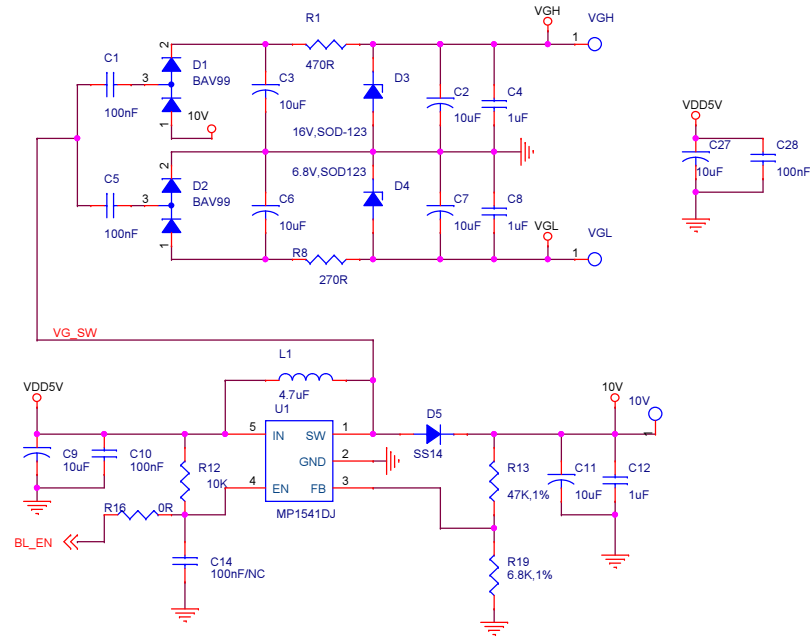 R1
470R
VGH
VGH
1
C1
100nF
2
3
1
D1
BAV99
10V
C3
10uF
D3
16V,SOD-123
C2
10uF
C4
1uF
VDD5V
C27
10uF
C28
100nF
C5
100nF
2
3
1
D2
BAV99
6.8V,SOD123
D4
C6
10uF
C7
10uF
C8
1uF
VGL
VGL
1
R8
270R
VG_SW
L1
4.7uF
U1
VDD5V
5
IN
SW
1
GND
2
4
EN
FB
3
MP1541DJ
D5
SS14
10V
10V
1
C9
10uF
C10
100nF
R12
10K
R13
47K,1%
C11
10uF
C12
1uF
R16
0R
BL_EN
C14
100nF/NC
R19
6.8K,1%